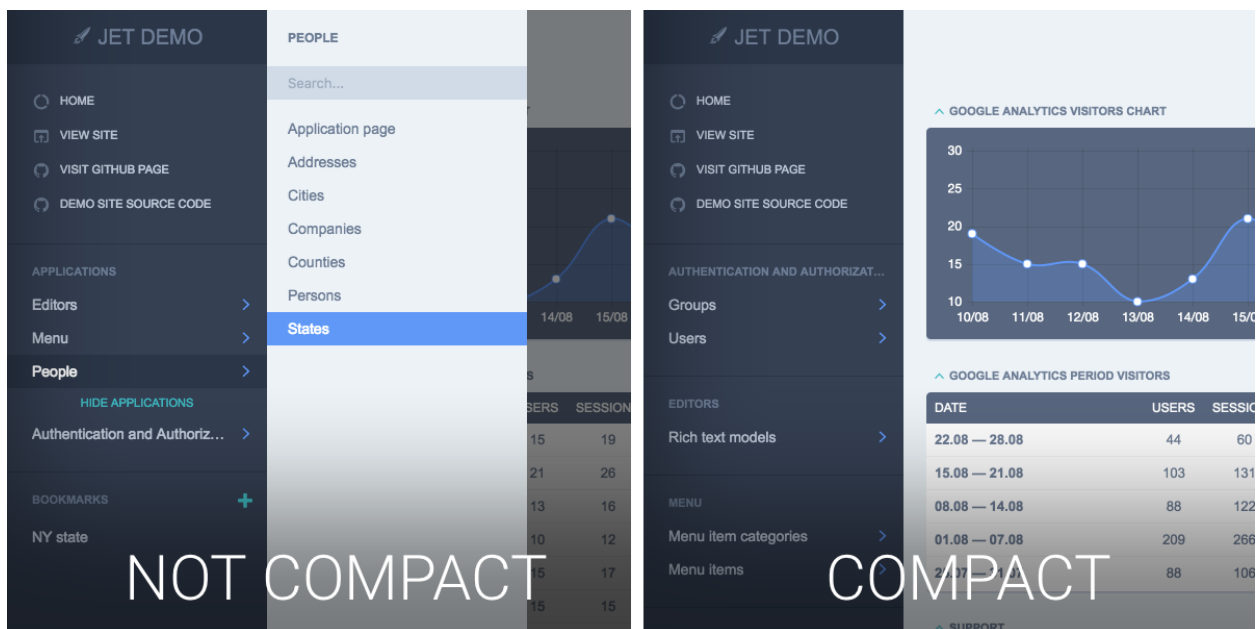 JET DEMO
HOME
VIEW SITE
VISIT GITHUB PAGE
DEMO SITE SOURCE CODE
APPLICATIONS
Editors
Menu
People
HIDE APPLICATIONS
Authentication and Authoriz...
BOOKMARKS
NY state
PEOPLE
Search...
Application page
Addresses
Cities
Companies
Counties
Persons
States
14/08 15/08
S
SERS SESSION
15 19
21 26
13 16
10 12
15 17
15 15
NOT COMPACT
JET DEMO
HOME
VIEW SITE
VISIT GITHUB PAGE
DEMO SITE SOURCE CODE
AUTHENTICATION AND AUTHORIZAT...
Groups
Users
EDITORS
Rich text models
MENU
Menu item categories
Menu items
GOOGLE ANALYTICS VISITORS CHART
30
25
20
15
10
10/08 11/08 12/08 13/08 14/08 15/0
GOOGLE ANALYTICS PERIOD VISITORS
DATE USERS SESSIO
22.08 — 28.08 44 60
15.08 — 21.08 103 131
08.08 — 14.08 88 122
01.08 — 07.08 209 266
88 106
SUPPORT
COMPACT